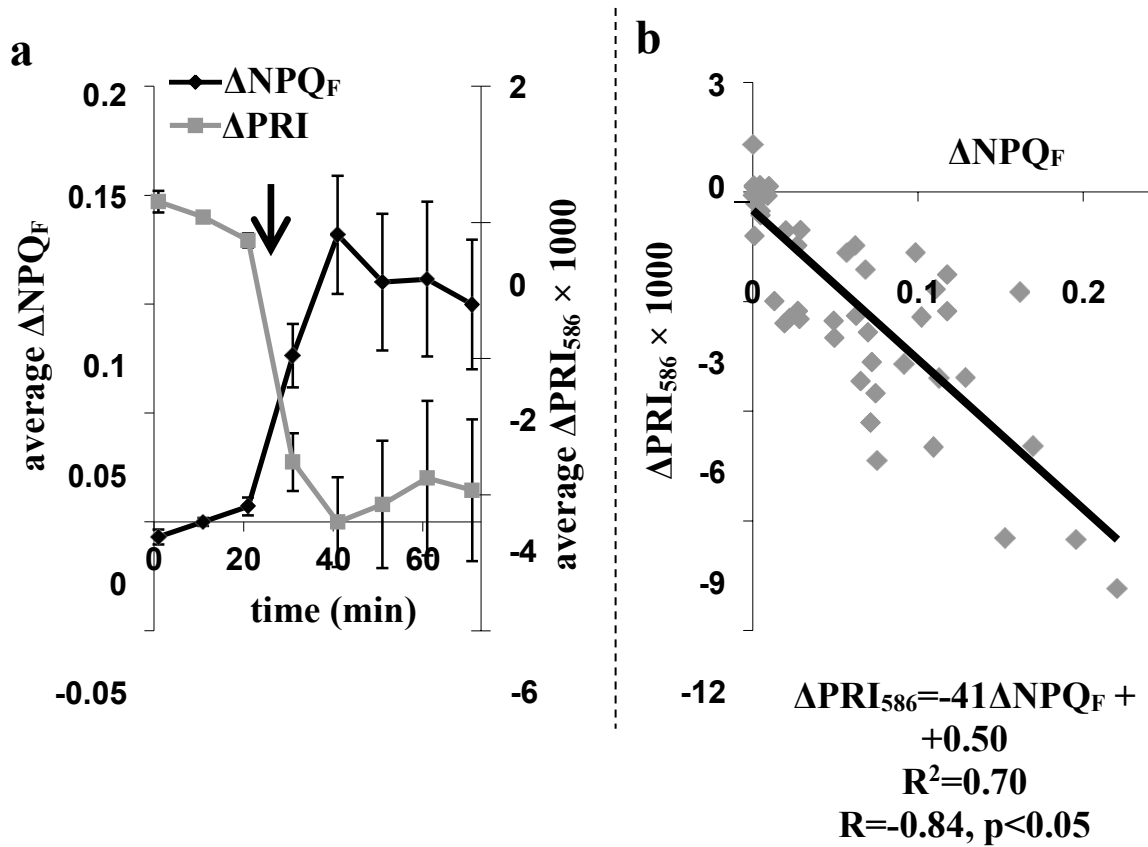 a
ΔNPQF
ΔPRI
average ΔNPQF
0.2
0.15
0.1
0.05
0
-0.05
0 20 40 60
time (min)
2
0
-2
-4
-6
average ΔPRI586 × 1000
b
ΔNPQF
ΔPRI586 × 1000
3
0
-3
-6
-9
-12
0 0.1 0.2
ΔPRI586=-41ΔNPQF +
+0.50
R2=0.70
R=-0.84, p<0.05